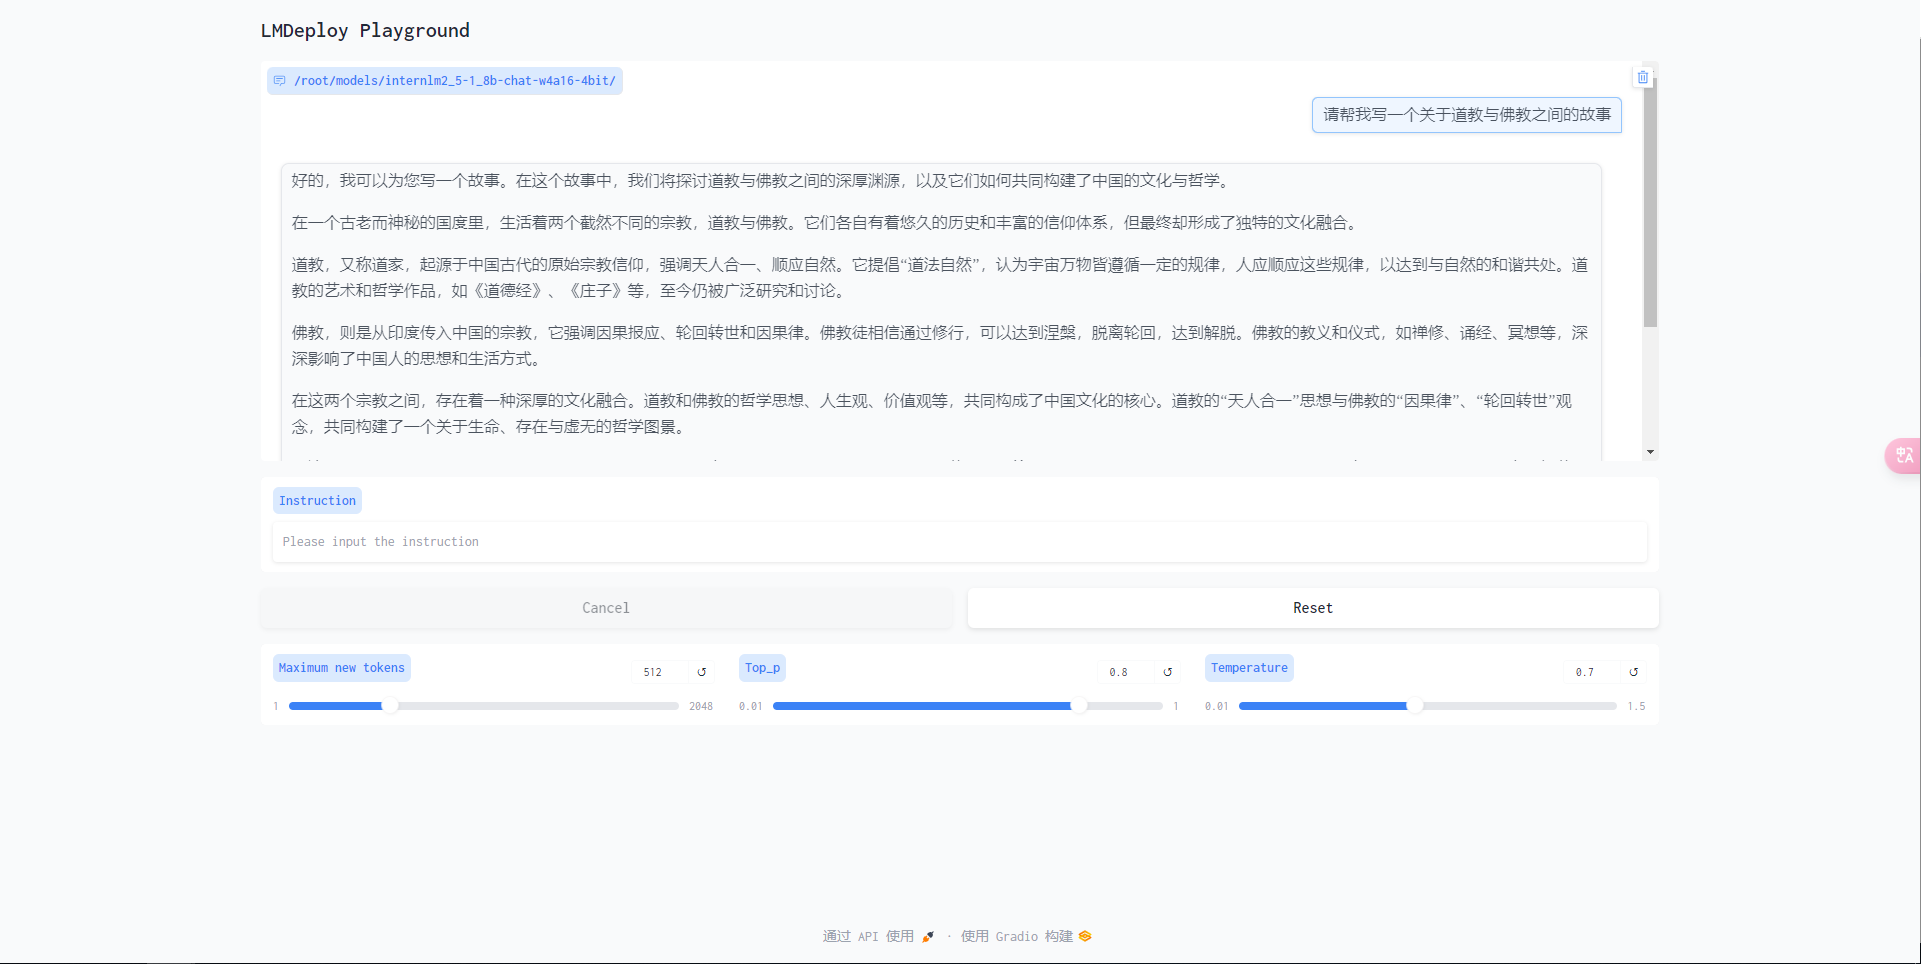 LMDeploy Playground
/root/models/internlm2_5-1_8b-chat-w4a16-4bit/
请帮我写一个关于道教与佛教之间的故事
好的，我可以为您写一个故事。在这个故事中，我们将探讨道教与佛教之间的深厚渊源，以及它们如何共同构建了中国的文化与哲学。
在一个古老而神秘的国度里，生活着两个截然不同的宗教，道教与佛教。它们各自有着悠久的历史和丰富的信仰体系，但最终却形成了独特的文化融合。
道教，又称道家，起源于中国古代的原始宗教信仰，强调天人合一、顺应自然。它提倡“道法自然”，认为宇宙万物皆遵循一定的规律，人应顺应这些规律，以达到与自然的和谐共处。道
教的艺术和哲学作品，如《道德经》、《庄子》等，至今仍被广泛研究和讨论。
佛教，则是从印度传入中国的宗教，它强调因果报应、轮回转世和因果律。佛教徒相信通过修行，可以达到涅槃，脱离轮回，达到解脱。佛教的教义和仪式，如禅修、诵经、冥想等，深
深影响了中国人的思想和生活方式。
在这两个宗教之间，存在着一种深厚的文化融合。道教和佛教的哲学思想、人生观、价值观等，共同构成了中国文化的核心。道教的“天人合一”思想与佛教的“因果律”、“轮回转世”观
念，共同构建了一个关于生命、存在与虚无的哲学图景。
Instruction
Please input the instruction
Cancel
Reset
Maximum new tokens
512
↺
Top_p
0.8
↺
Temperature
0.7
↺
1
2048
0.01
1
0.01
1.5
通过 API 使用 🚀 · 使用 Gradio 构建